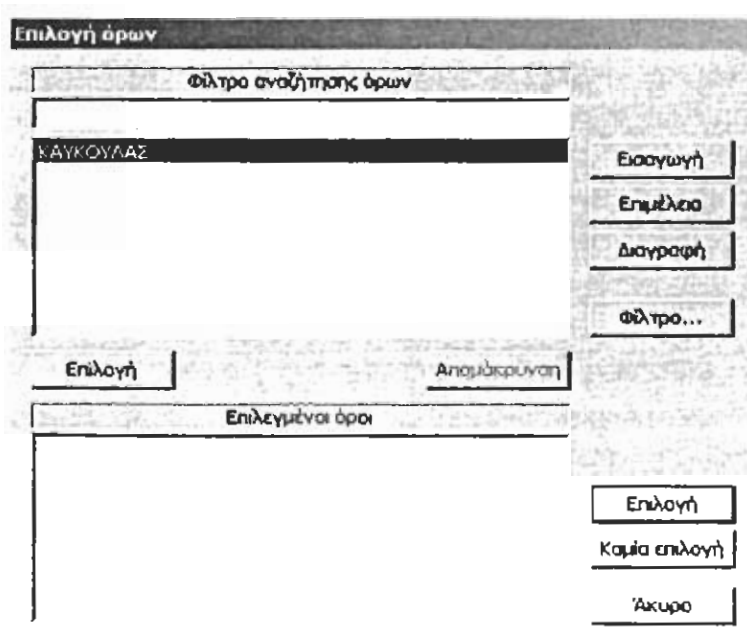 Επιλογή όρων
Φίλτρο αναζήτησης όρων
ΚΑΥΚΟΥΛΑΣ
Εισαγωγή
Επιμέλεια
Διαγραφή
Φίλτρο...
Επιλογή
Απομάκρυνση
Επιλεγμένοι όροι
Επιλογή
Καμία επιλογή
Άκυρο